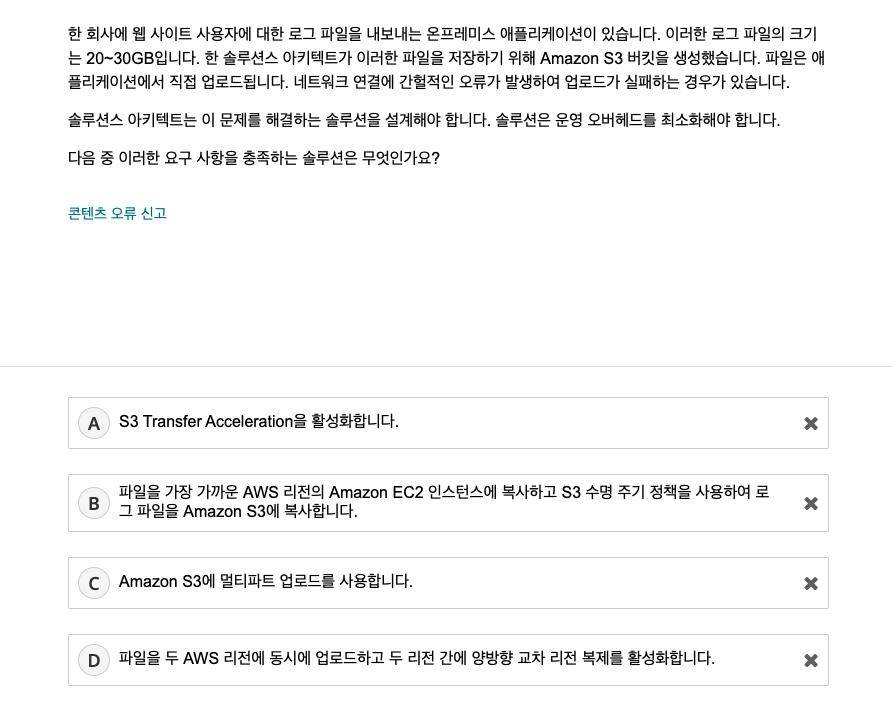 한 회사에 웹 사이트 사용자에 대한 로그 파일을 내보내는 온프레미스 애플리케이션이 있습니다. 이러한 로그 파일의 크기
는 20~30GB입니다. 한 솔루션스 아키텍트가 이러한 파일을 저장하기 위해 Amazon S3 버킷을 생성했습니다. 파일은 애
플리케이션에서 직접 업로드됩니다. 네트워크 연결에 간헐적인 오류가 발생하여 업로드가 실패하는 경우가 있습니다.
솔루션스 아키텍트는 이 문제를 해결하는 솔루션을 설계해야 합니다. 솔루션은 운영 오버헤드를 최소화해야 합니다.
다음 중 이러한 요구 사항을 충족하는 솔루션은 무엇인가요?
콘텐츠 오류 신고
A S3 Transfer Acceleration을 활성화합니다.
B 파일을 가장 가까운 AWS 리전의 Amazon EC2 인스턴스에 복사하고 S3 수명 주기 정책을 사용하여 로
그 파일을 Amazon S3에 복사합니다.
C Amazon S3에 멀티파트 업로드를 사용합니다.
D 파일을 두 AWS 리전에 동시에 업로드하고 두 리전 간에 양방향 교차 리전 복제를 활성화합니다.